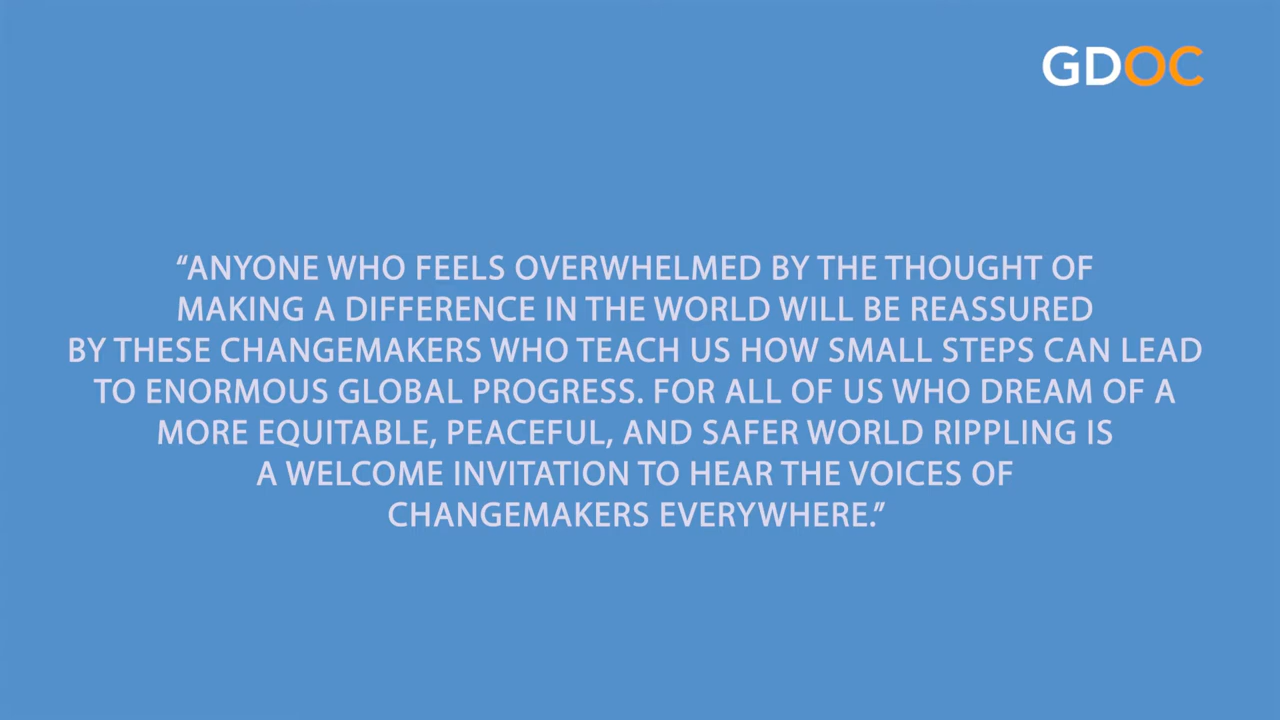 GDOC
“ANYONE WHO FEELS OVERWHELMED BY THE THOUGHT OF
MAKING A DIFFERENCE IN THE WORLD WILL BE REASSURED
BY THESE CHANGEMAKERS WHO TEACH US HOW SMALL STEPS CAN LEAD
TO ENORMOUS GLOBAL PROGRESS. FOR ALL OF US WHO DREAM OF A
MORE EQUITABLE, PEACEFUL, AND SAFER WORLD RIPPLING IS
A WELCOME INVITATION TO HEAR THE VOICES OF
CHANGEMAKERS EVERYWHERE.”